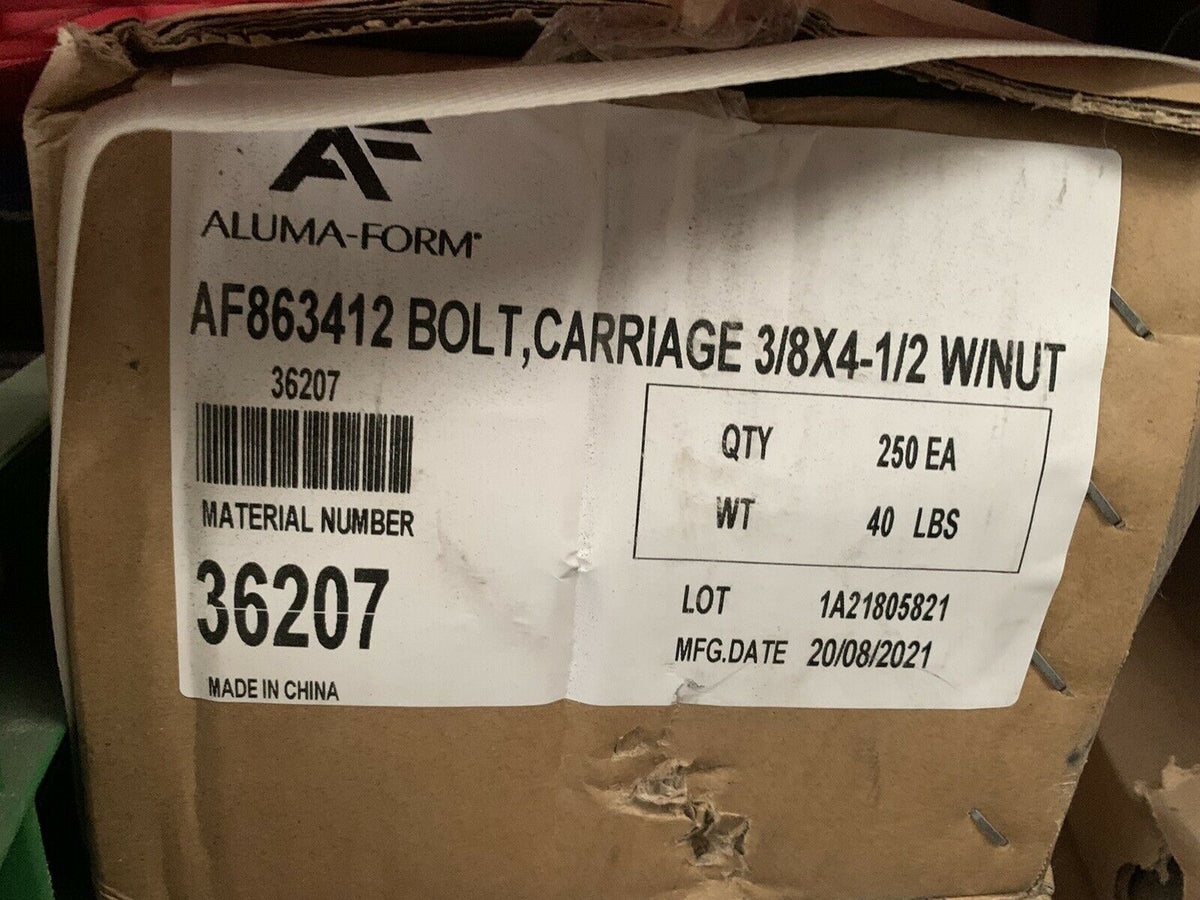 AF
ALUMA-FORM
AF863412 BOLT,CARRIAGE 3/8X4-1/2 W/NUT
36207
MATERIAL NUMBER
36207
MADE IN CHINA
QTY 250 EA
WT 40 LBS
LOT 1A21805821
MFG.DATE 20/08/2021